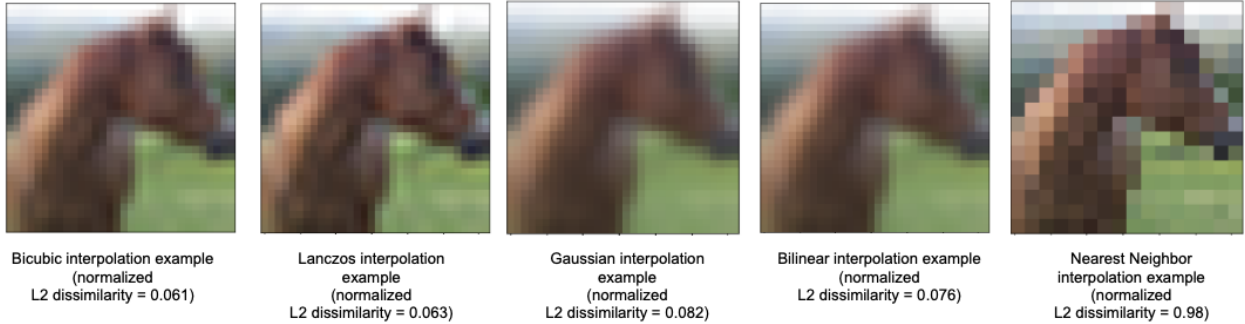 Bicubic interpolation example
(normalized
L2 dissimilarity = 0.061)
Lanczos interpolation
example
(normalized
L2 dissimilarity = 0.063)
Gaussian interpolation
example
(normalized
L2 dissimilarity = 0.082)
Bilinear interpolation example
(normalized
L2 dissimilarity = 0.076)
Nearest Neighbor
interpolation example
(normalized
L2 dissimilarity = 0.98)